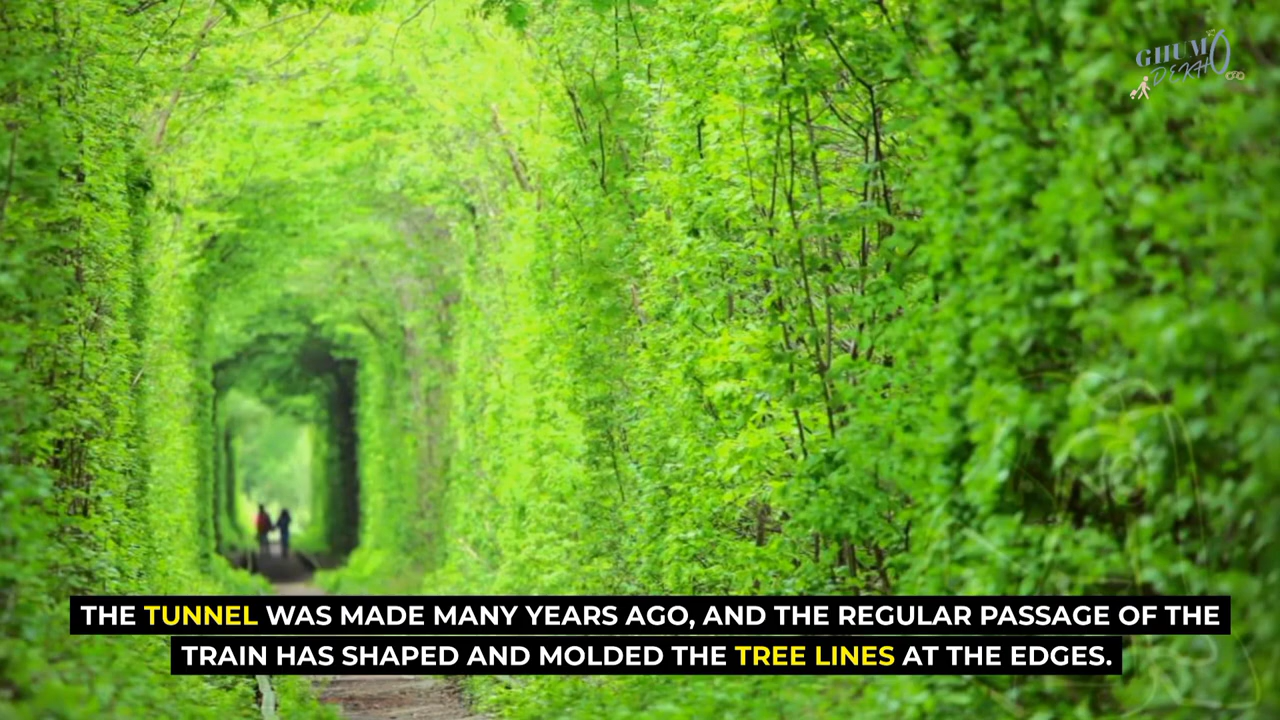 GHUMO
DEKHO
THE TUNNEL WAS MADE MANY YEARS AGO, AND THE REGULAR PASSAGE OF THE
TRAIN HAS SHAPED AND MOLDED THE TREE LINES AT THE EDGES.